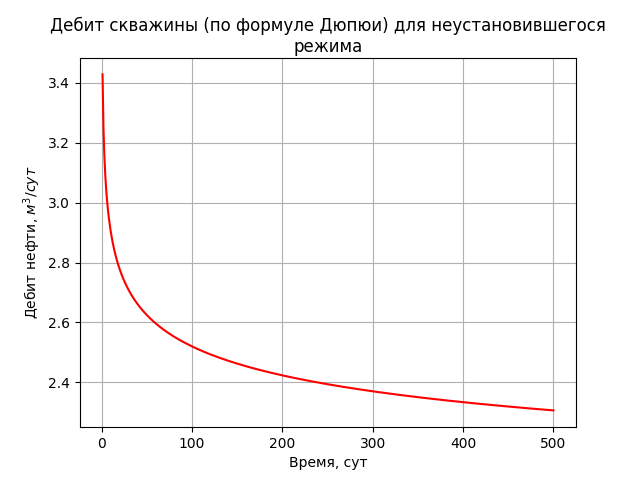 Дебит скважины (по формуле Дюпюи) для неустановившегося
режима
Дебит нефти, м³/сут
3.4
3.2
3.0
2.8
2.6
2.4
0 100 200 300 400 500
Время, сут